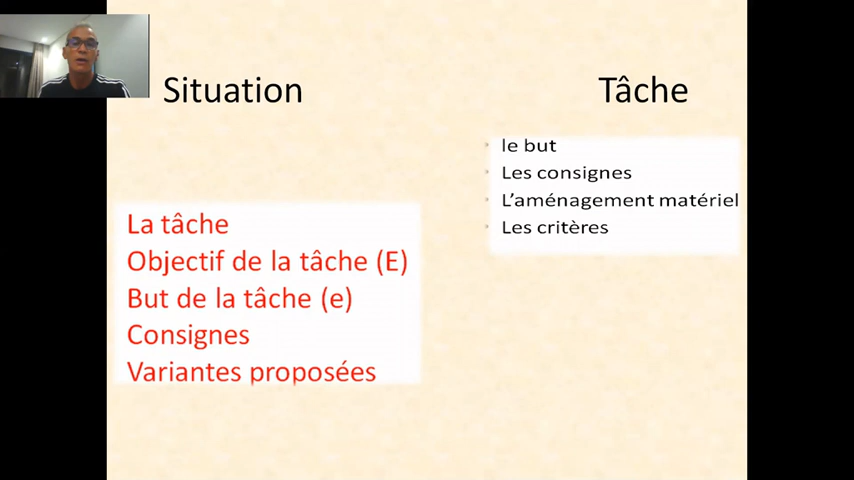 Situation
Tâche
le but
Les consignes
L'aménagement matériel
Les critères
La tâche
Objectif de la tâche (E)
But de la tâche (e)
Consignes
Variantes proposées